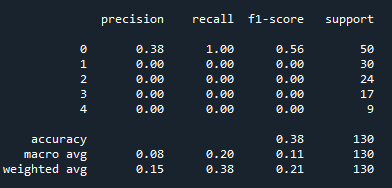 precision recall f1-score support
0 0.38 1.00 0.56 50
1 0.00 0.00 0.00 30
2 0.00 0.00 0.00 24
3 0.00 0.00 0.00 17
4 0.00 0.00 0.00 9
accuracy 0.38 130
macro avg 0.08 0.20 0.11 130
weighted avg 0.15 0.38 0.21 130